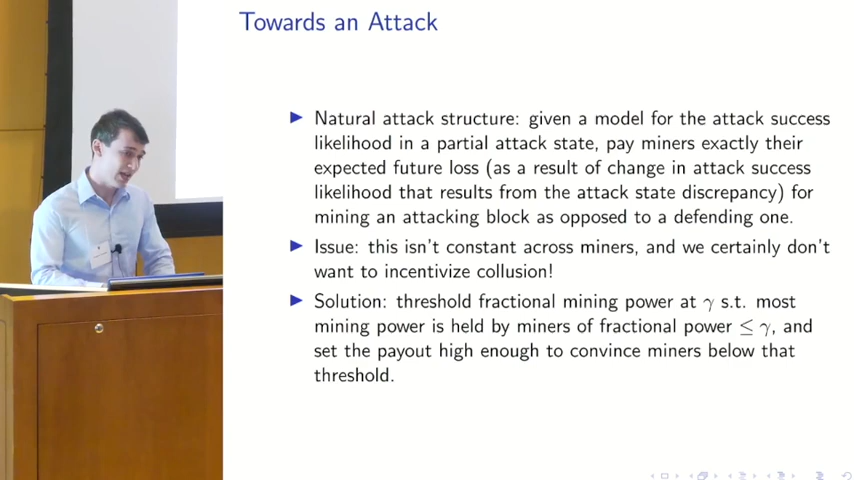 Towards an Attack
▶ Natural attack structure: given a model for the attack success
likelihood in a partial attack state, pay miners exactly their
expected future loss (as a result of change in attack success
likelihood that results from the attack state discrepancy) for
mining an attacking block as opposed to a defending one.
▶ Issue: this isn't constant across miners, and we certainly don't
want to incentivize collusion!
▶ Solution: threshold fractional mining power at γ s.t. most
mining power is held by miners of fractional power ≤ γ, and
set the payout high enough to convince miners below that
threshold.